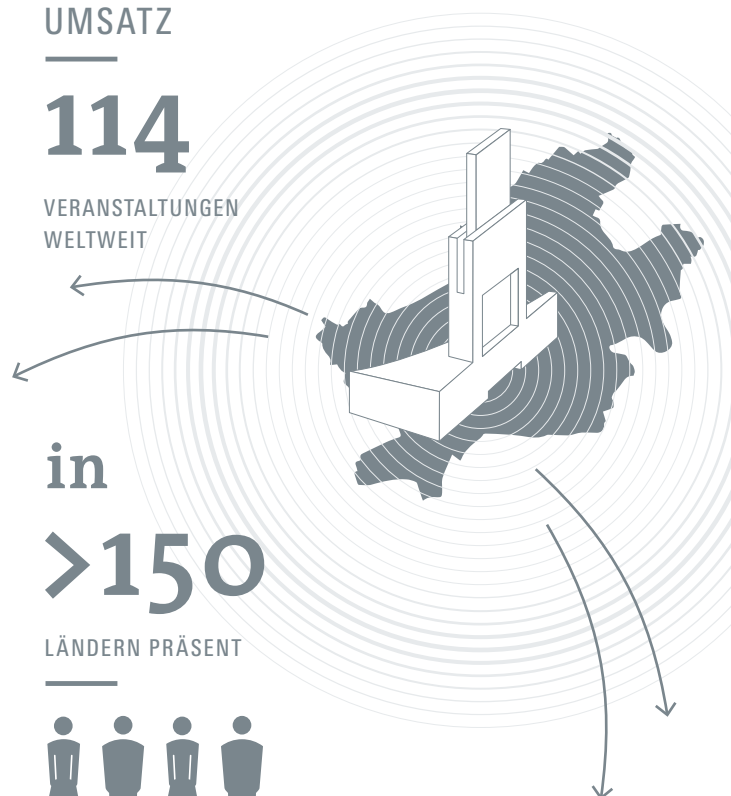 UMSATZ
114
VERANSTALTUNGEN
WELTWEIT
in
>150
LÄNDERN PRÄSENT